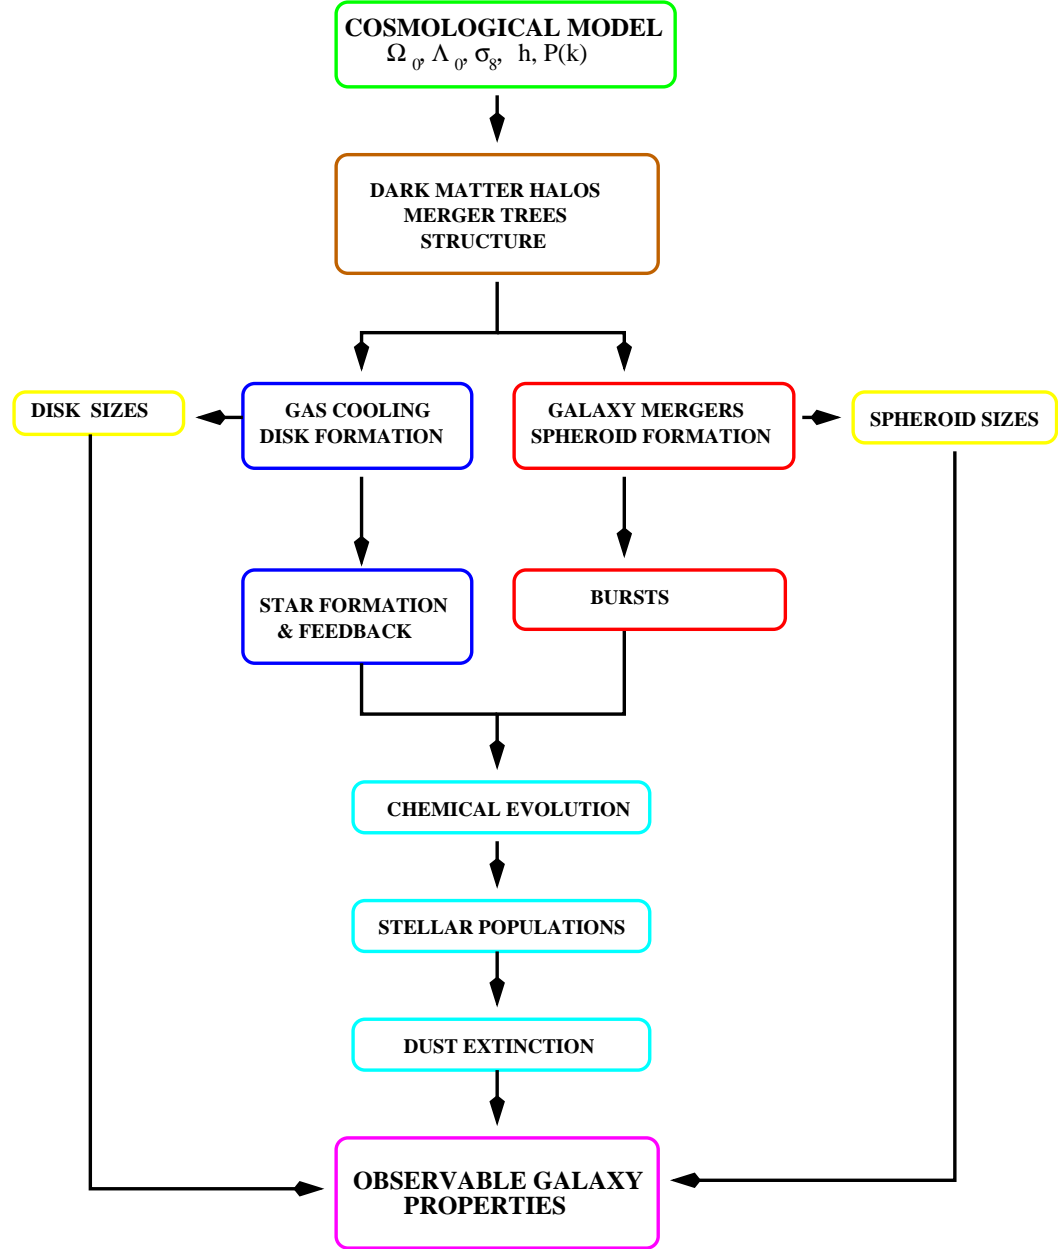 COSMOLOGICAL MODEL
Ω₀, Λ₀, σ₈, h, P(k)
DARK MATTER HALOS
MERGER TREES
STRUCTURE
DISK SIZES
GAS COOLING
DISK FORMATION
GALAXY MERGERS
SPHEROID FORMATION
SPHEROID SIZES
STAR FORMATION
& FEEDBACK
BURSTS
CHEMICAL EVOLUTION
STELLAR POPULATIONS
DUST EXTINCTION
OBSERVABLE GALAXY
PROPERTIES